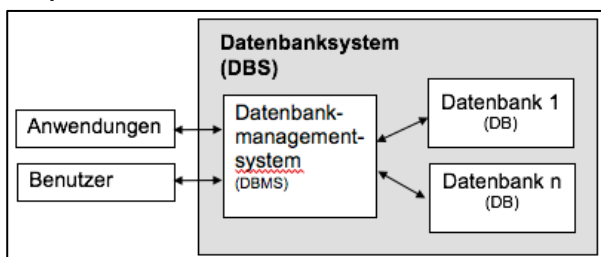 Datenbanksystem
(DBS)
Anwendungen
Benutzer
Datenbank-
management-
system
(DBMS)
Datenbank 1
(DB)
Datenbank n
(DB)